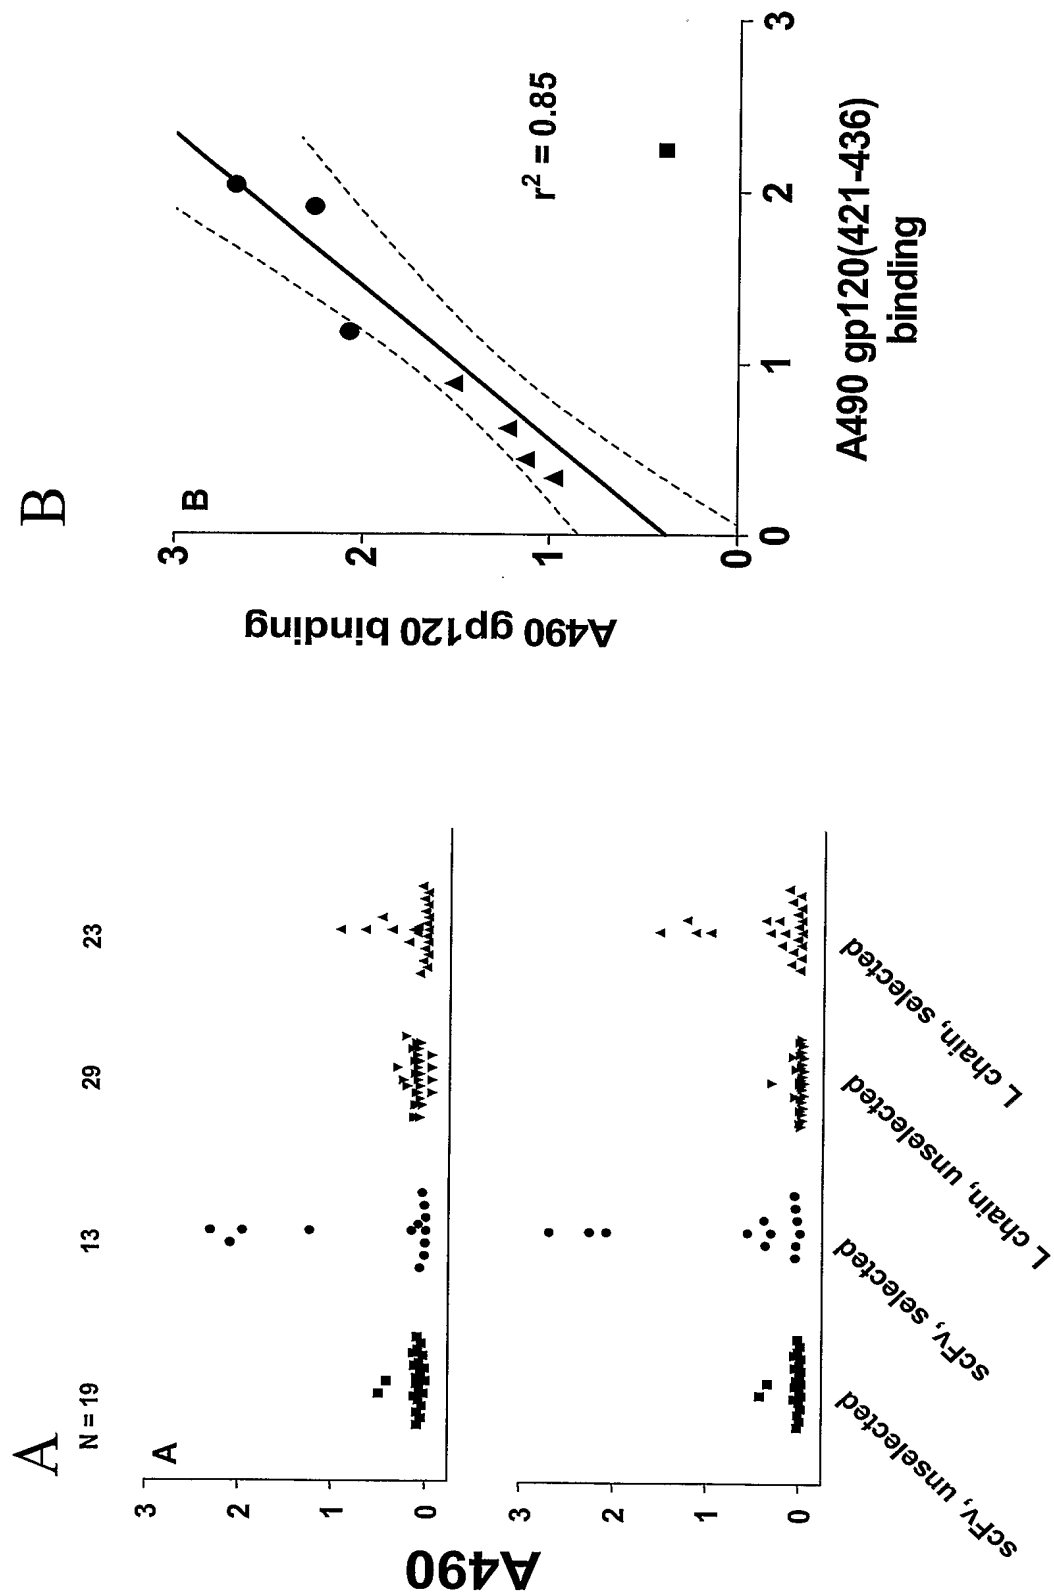 A
N = 19
13
29
23
A
3
2
1
0
3
2
1
0
A490
scFv, unselected
scFv, selected
L chain, unselected
L chain, selected
B
B
3
2
1
0
A490 gp120 binding
r² = 0.85
0
1
2
3
A490 gp120(421-436)
binding